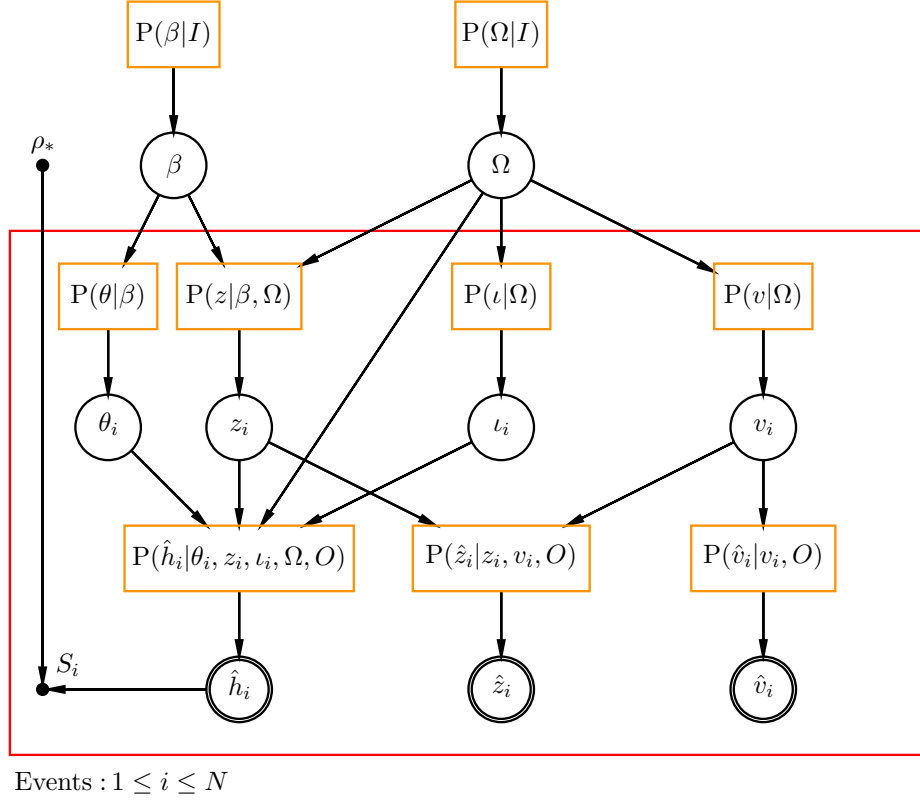 P(β|I) P(Ω|I)
ρ* β Ω
P(θ|β) P(z|β, Ω) P(ι|Ω) P(v|Ω)
θᵢ zᵢ ιᵢ vᵢ
P(ĥᵢ|θᵢ, zᵢ, ιᵢ, Ω, O) P(ẑᵢ|zᵢ, vᵢ, O) P(v̂ᵢ|vᵢ, O)
Sᵢ ĥᵢ ẑᵢ v̂ᵢ
Events : 1 ≤ i ≤ N